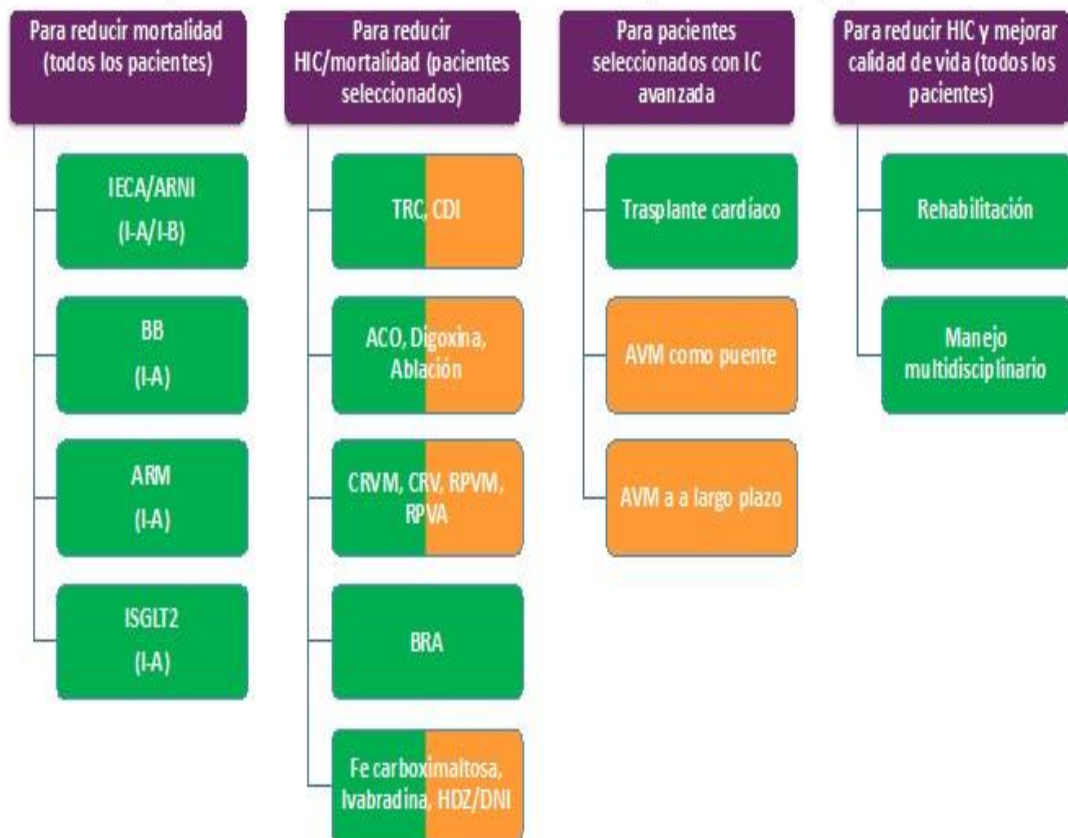 Para reducir mortalidad
(todos los pacientes)
IECA/ARNI
(I-A/I-B)
BB
(I-A)
ARM
(I-A)
ISGLT2
(I-A)
Para reducir
HIC/mortalidad (pacientes
seleccionados)
TRC, CDI
ACO, Digoxina,
Ablación
CRVM, CRV, RPVM,
RPVA
BRA
Fe carboximaltosa,
Ivabradina, HDZ/DNI
Para pacientes
seleccionados con IC
avanzada
Trasplante cardíaco
AVM como puente
AVM a a largo plazo
Para reducir HIC y mejorar
calidad de vida (todos los
pacientes)
Rehabilitación
Manejo
multidisciplinario